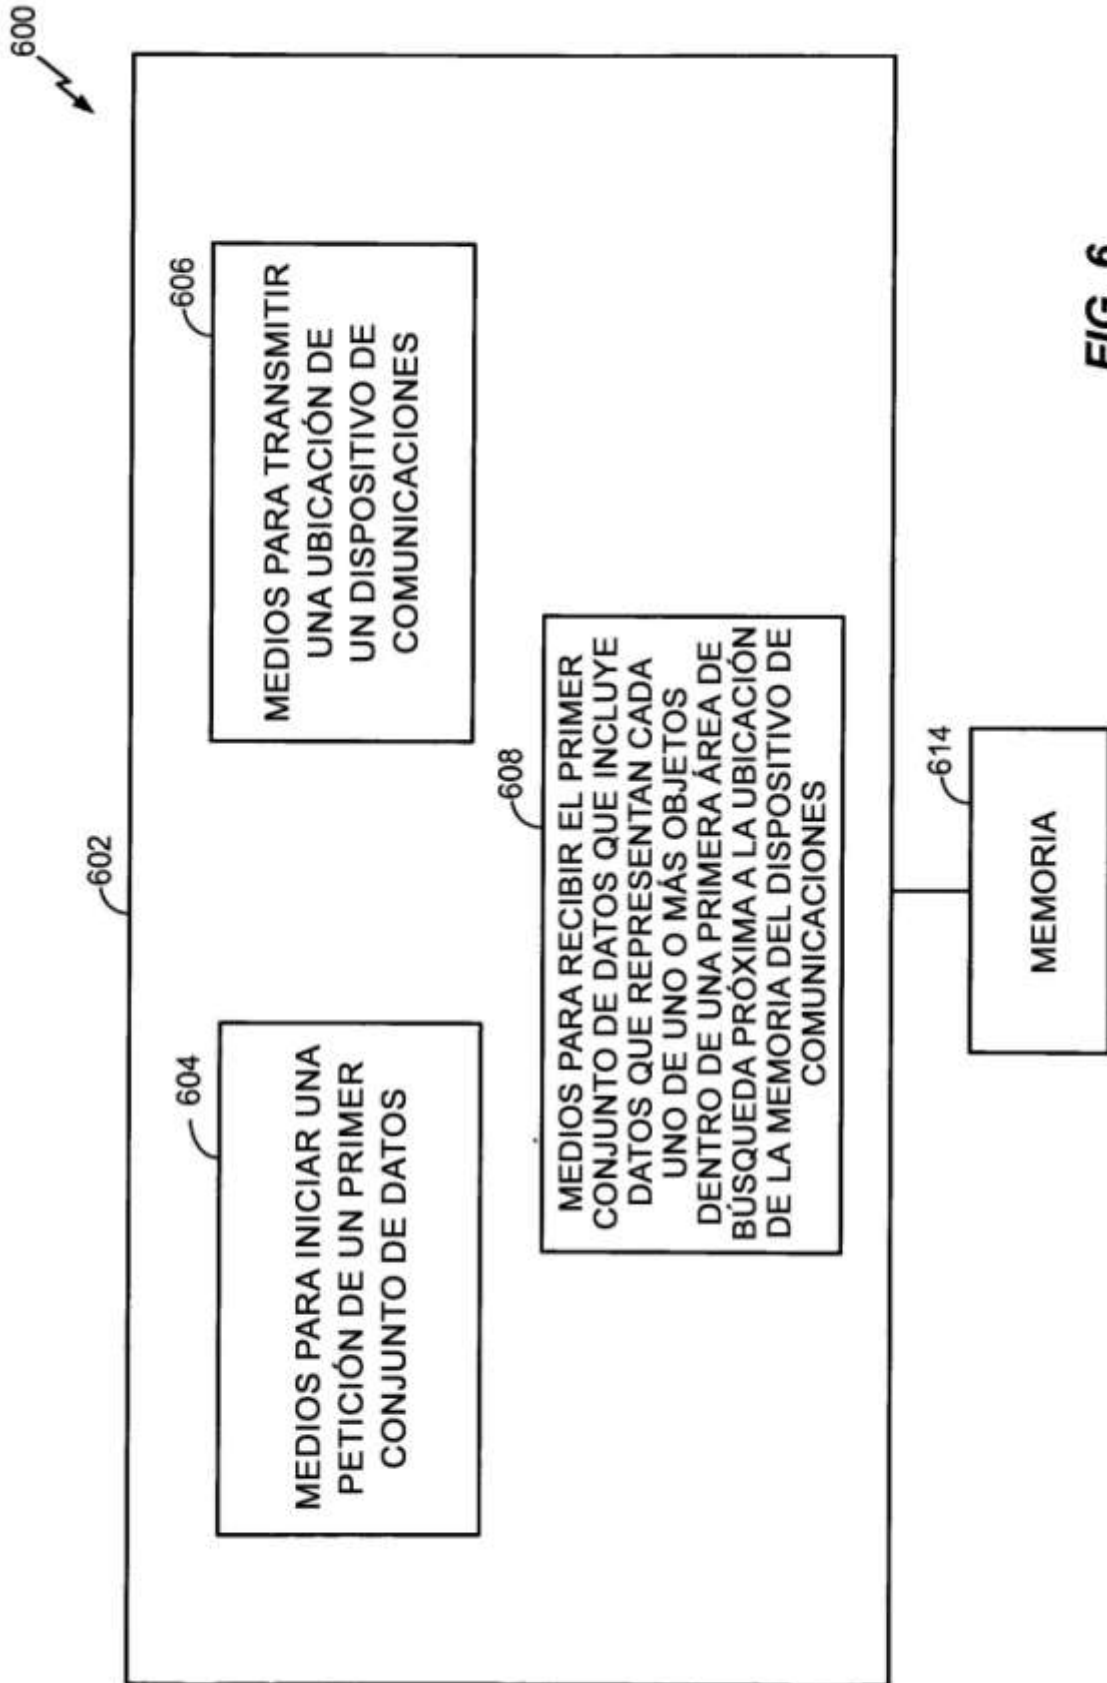 600
602
604
MEDIOS PARA INICIAR UNA
PETICIÓN DE UN PRIMER
CONJUNTO DE DATOS
606
MEDIOS PARA TRANSMITIR
UNA UBICACIÓN DE
UN DISPOSITIVO DE
COMUNICACIONES
608
MEDIOS PARA RECIBIR EL PRIMER
CONJUNTO DE DATOS QUE INCLUYE
DATOS QUE REPRESENTAN CADA
UNO DE UNO O MÁS OBJETOS
DENTRO DE UNA PRIMERA ÁREA DE
BÚSQUEDA PRÓXIMA A LA UBICACIÓN
DE LA MEMORIA DEL DISPOSITIVO DE
COMUNICACIONES
614
MEMORIA
FIG. 6